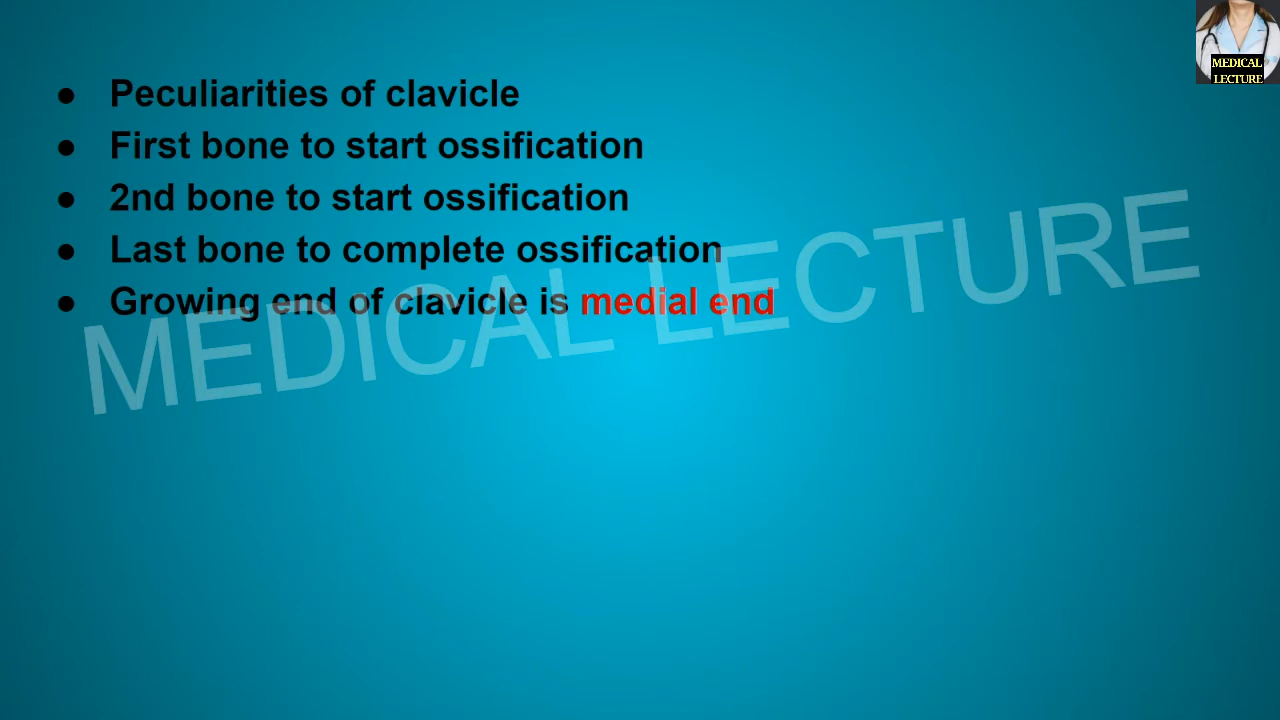 MEDICAL
LECTURE
● Peculiarities of clavicle
● First bone to start ossification
● 2nd bone to start ossification
● Last bone to complete ossification
● Growing end of clavicle is medial end
MEDICAL LECTURE